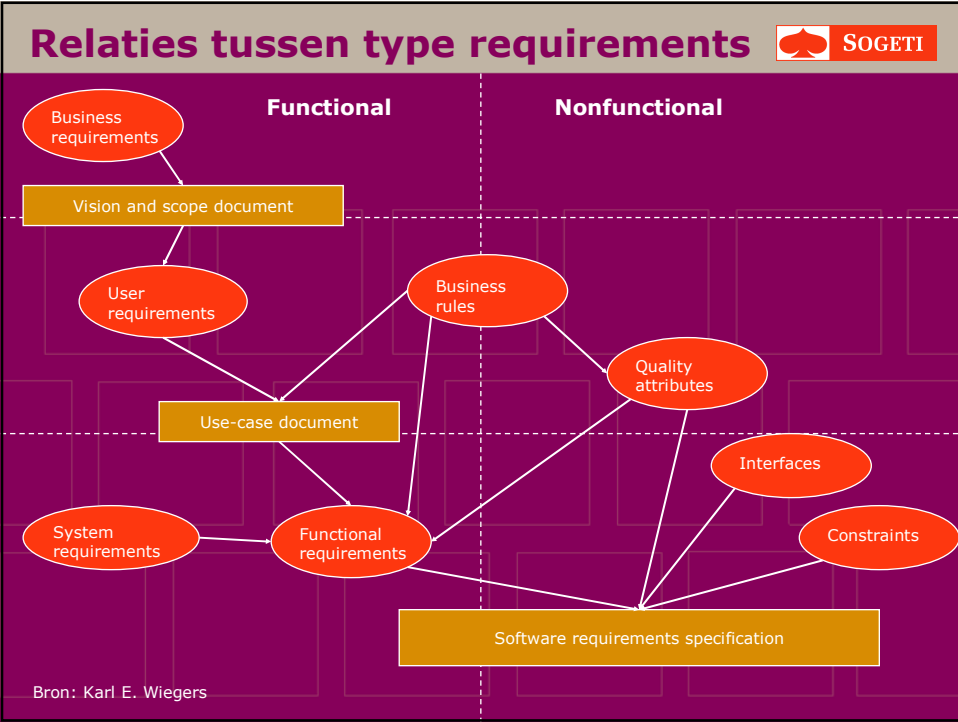 Relaties tussen type requirements
SOGETI
Functional
Nonfunctional
Business
requirements
Vision and scope document
User
requirements
Business
rules
Quality
attributes
Use-case document
Interfaces
System
requirements
Functional
requirements
Constraints
Software requirements specification
Bron: Karl E. Wiegers